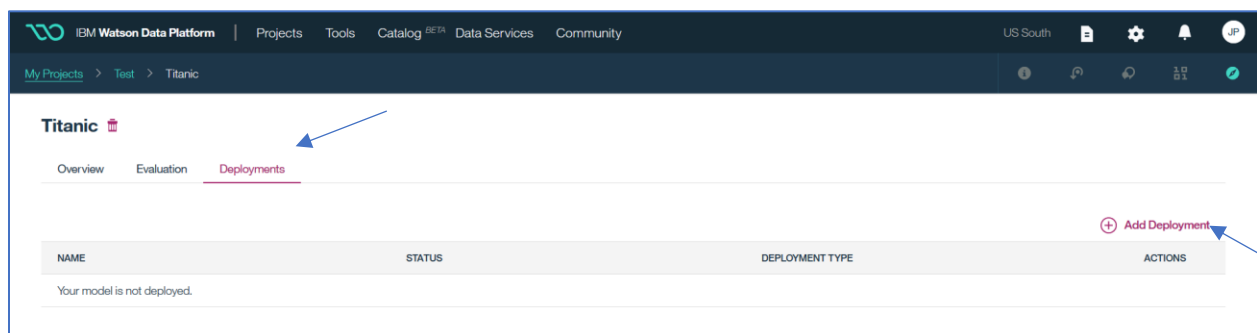 IBM Watson Data Platform | Projects Tools Catalog BETA Data Services Community US South JP
My Projects > Test > Titanic
Titanic
Overview Evaluation Deployments
Add Deployment
NAME STATUS DEPLOYMENT TYPE ACTIONS
Your model is not deployed.